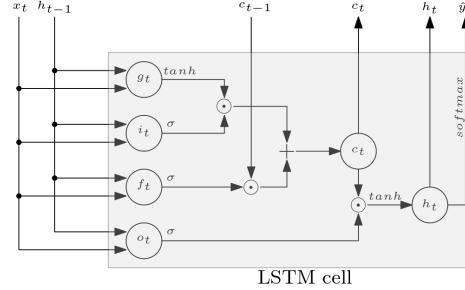 x_t h_{t-1} c_{t-1} c_t h_t ŷ
g_t tanh
i_t σ
f_t σ
o_t σ
c_t
tanh h_t
softmax
LSTM cell